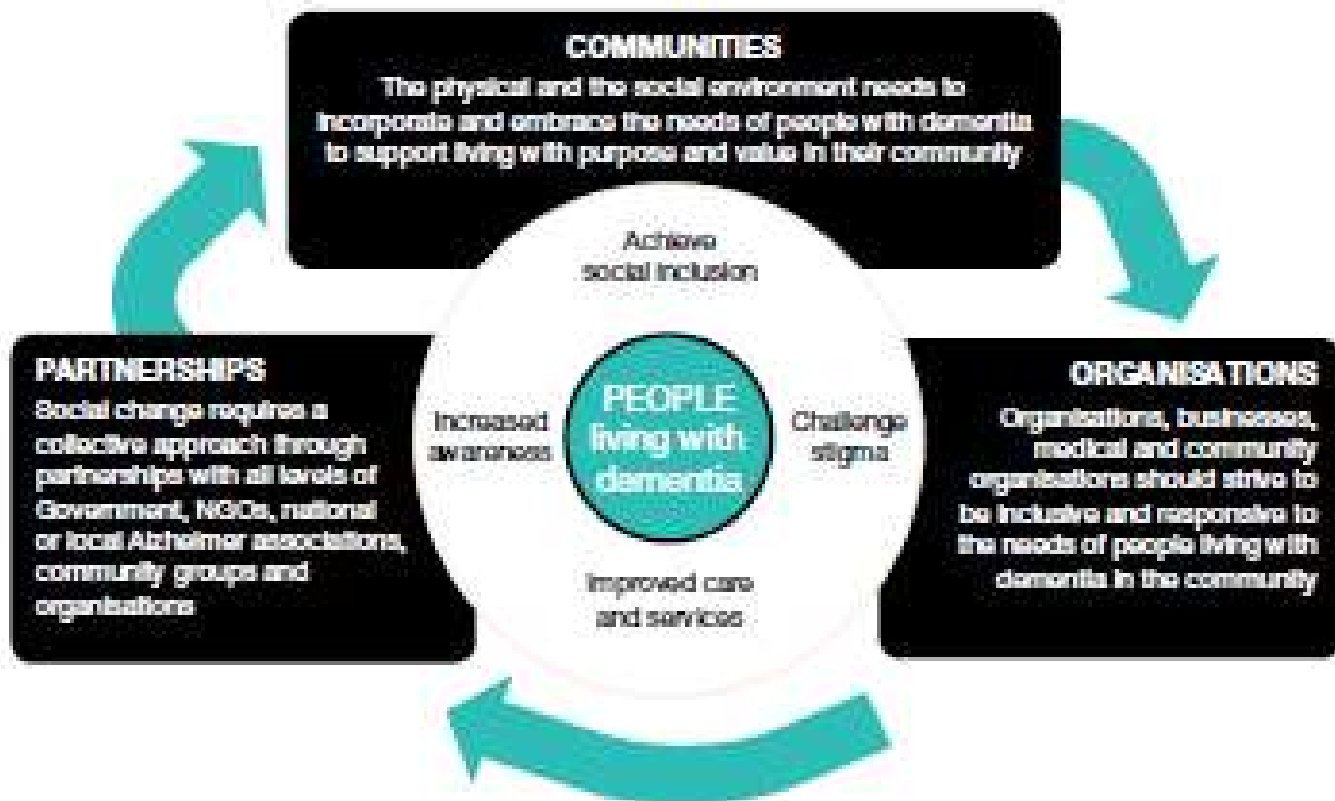 COMMUNITIES
The physical and the social environment needs to
incorporate and embrace the needs of people with dementia
to support living with purpose and value in their community
Achieve
social inclusion
PARTNERSHIPS
Social change requires a
collective approach through
partnerships with all levels of
Government, NGOs, national
or local Alzheimer associations,
community groups and
organisations
Increased
awareness
PEOPLE
living with
dementia
Challenge
stigma
ORGANISATIONS
Organisations, businesses,
medical and community
organisations should strive to
be inclusive and responsive to
the needs of people living with
dementia in the community
Improved care
and services